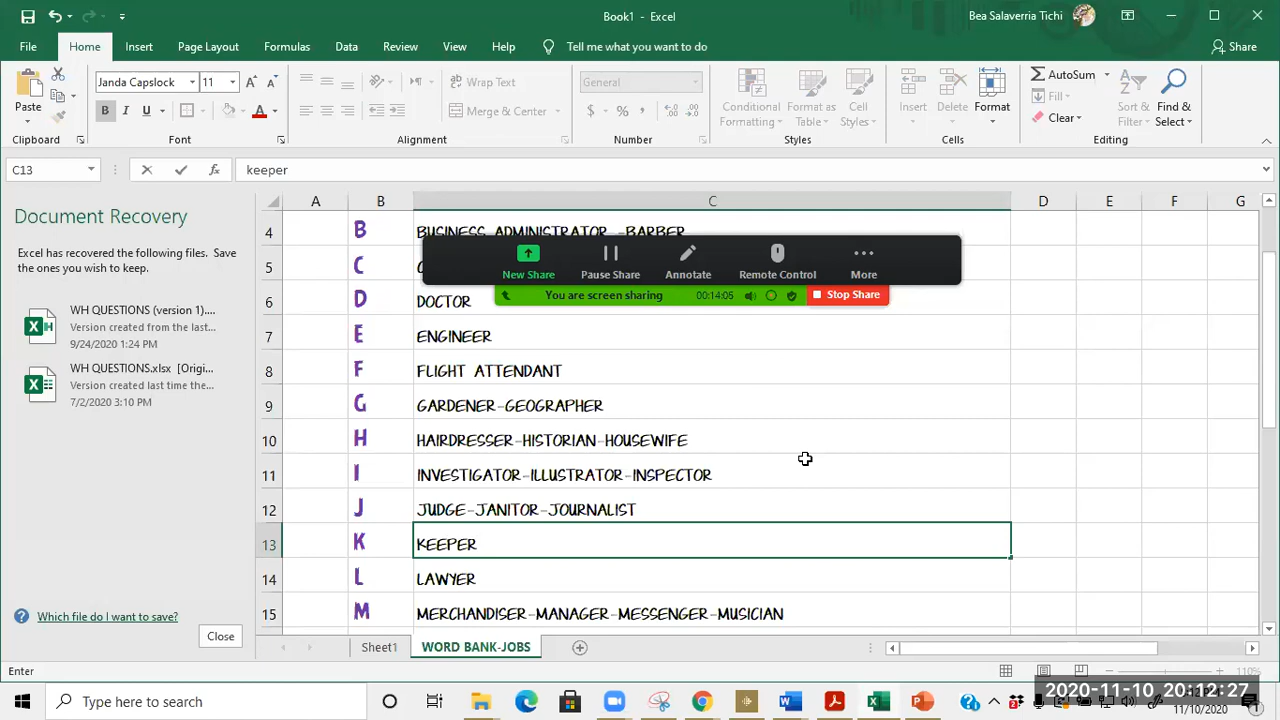 Book1 - Excel
Bea Salaverria Tichi
File Home Insert Page Layout Formulas Data Review View Help Tell me what you want to do Share
Janda Capslock 11 Wrap Text General AutoSum
Paste Merge & Center Conditional Formatting Format as Table Cell Styles Insert Delete Format Fill Clear Sort & Filter Find & Select
Clipboard Font Alignment Number Styles Cells Editing
C13 keeper
A B C D E F G
Document Recovery
Excel has recovered the following files. Save
the ones you wish to keep.
WH QUESTIONS (version 1)....
Version created from the last...
9/24/2020 1:24 PM
WH QUESTIONS.xlsx [Origi...
Version created last time the...
7/2/2020 3:10 PM
Which file do I want to save?
Close
4 B BUSINESS ADMINISTRATOR -BARBER
5 C
6 D DOCTOR
7 E ENGINEER
8 F FLIGHT ATTENDANT
9 G GARDENER-GEOGRAPHER
10 H HAIRDRESSER-HISTORIAN-HOUSEWIFE
11 I INVESTIGATOR-ILLUSTRATOR-INSPECTOR
12 J JUDGE-JANITOR-JOURNALIST
13 K KEEPER
14 L LAWYER
15 M MERCHANDISER-MANAGER-MESSENGER-MUSICIAN
New Share Pause Share Annotate Remote Control More
You are screen sharing 00:14:05 Stop Share
Sheet1 WORD BANK-JOBS
Enter 110%
Type here to search
11/10/2020